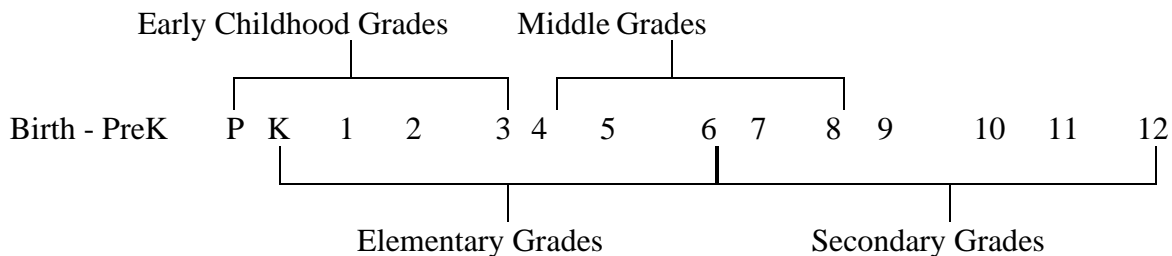 Early Childhood Grades Middle Grades
Birth - PreK P K 1 2 3 4 5 6 7 8 9 10 11 12
Elementary Grades Secondary Grades